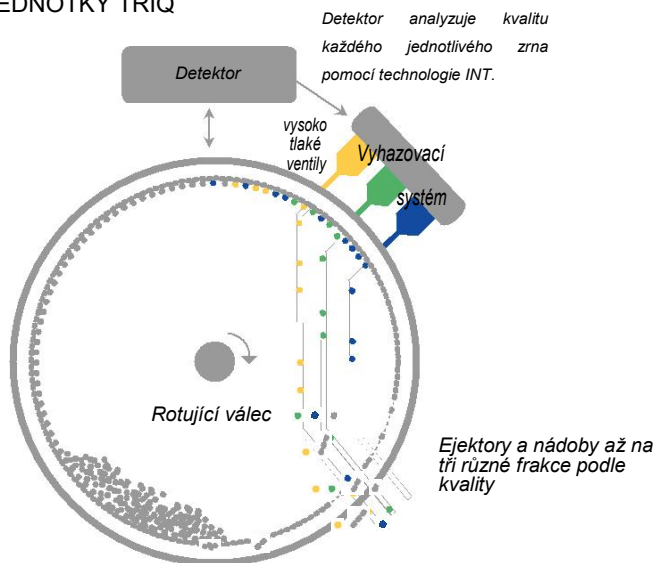 EDNOTKY TRIQ
Detektor analyzuje kvalitu
každého jednotlivého zrna
pomocí technologie INT.
Detektor
vysoko
tlaké
ventily
Vyhazovací
systém
Rotující válec
Ejektory a nádoby až na
tři různé frakce podle
kvality